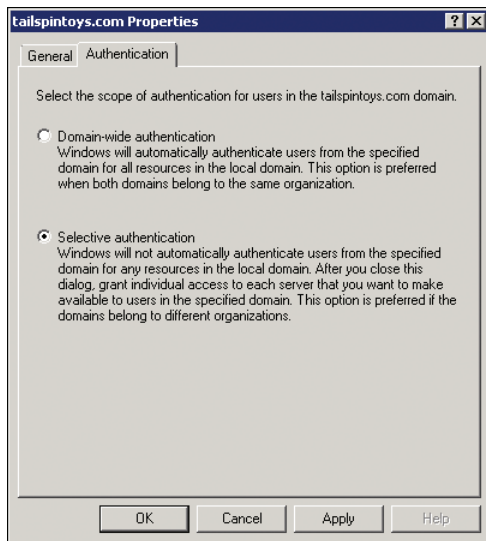 tailspintoys.com Properties
General
Authentication
Select the scope of authentication for users in the tailspintoys.com domain.
Domain-wide authentication
Windows will automatically authenticate users from the specified
domain for all resources in the local domain. This option is preferred
when both domains belong to the same organization.
Selective authentication
Windows will not automatically authenticate users from the specified
domain for any resources in the local domain. After you close this
dialog, grant individual access to each server that you want to make
available to users in the specified domain. This option is preferred if the
domains belong to different organizations.
OK
Cancel
Apply
Help